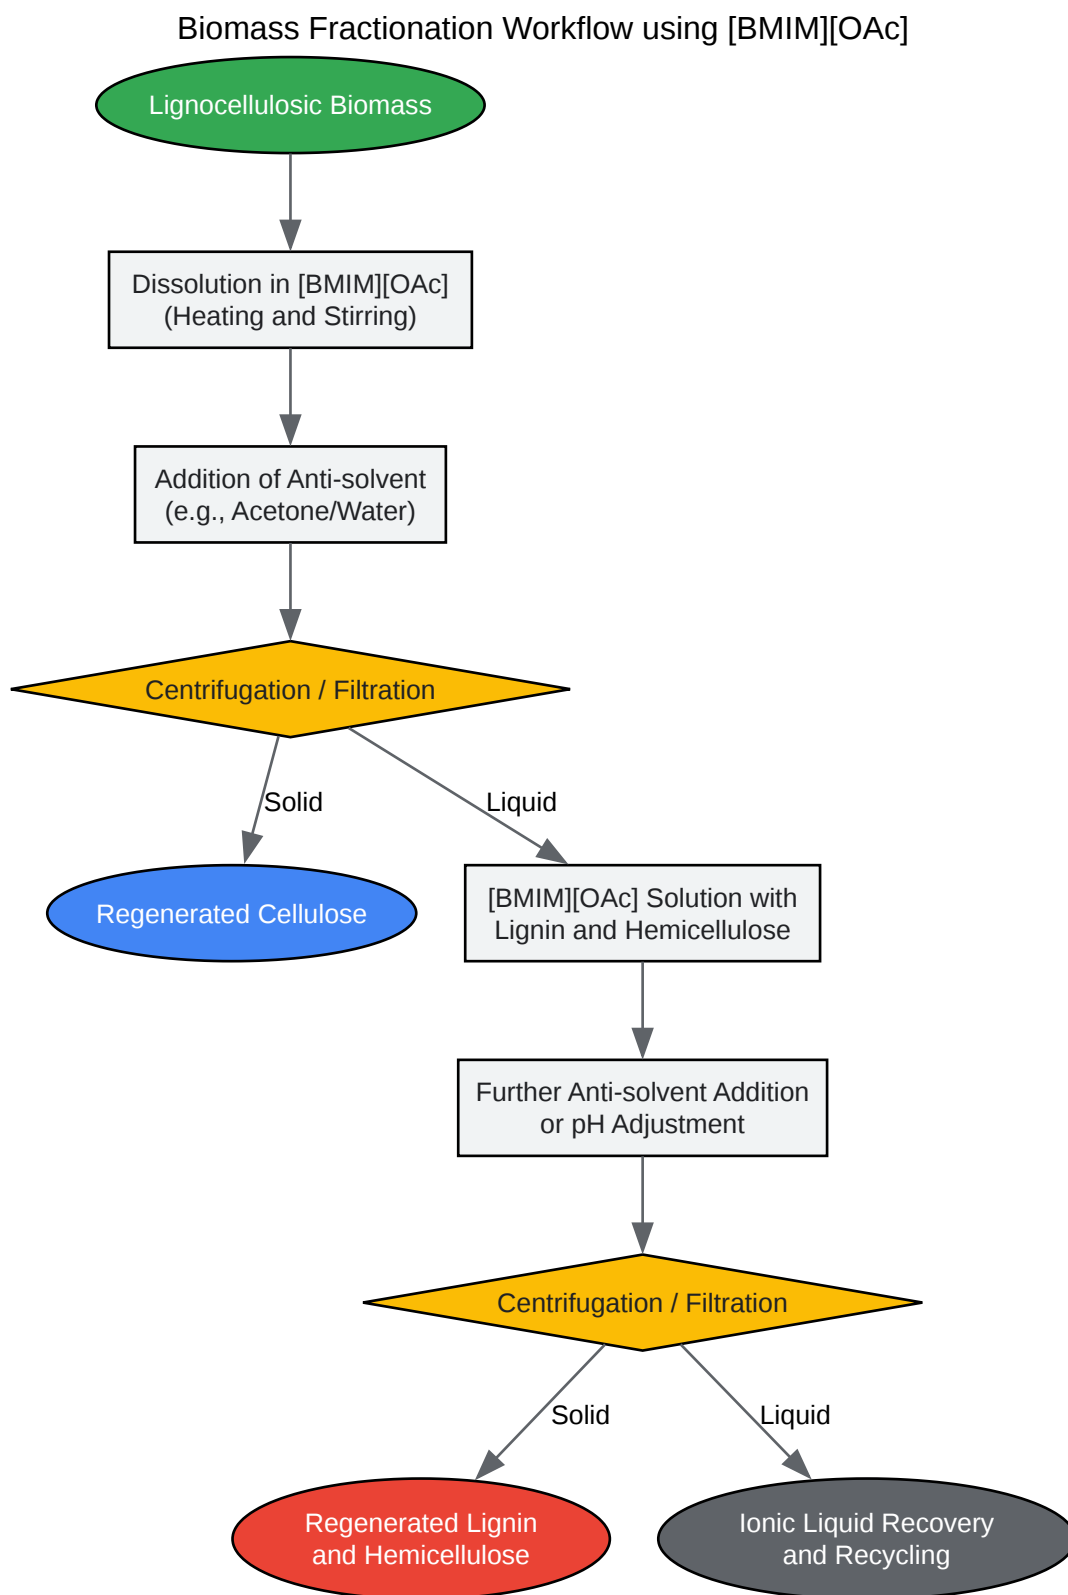 Biomass Fractionation Workflow using [BMIM][OAc]
Lignocellulosic Biomass
Dissolution in [BMIM][OAc]
(Heating and Stirring)
Addition of Anti-solvent
(e.g., Acetone/Water)
Centrifugation / Filtration
Solid
Liquid
Regenerated Cellulose
[BMIM][OAc] Solution with
Lignin and Hemicellulose
Further Anti-solvent Addition
or pH Adjustment
Centrifugation / Filtration
Solid
Liquid
Regenerated Lignin
and Hemicellulose
Ionic Liquid Recovery
and Recycling